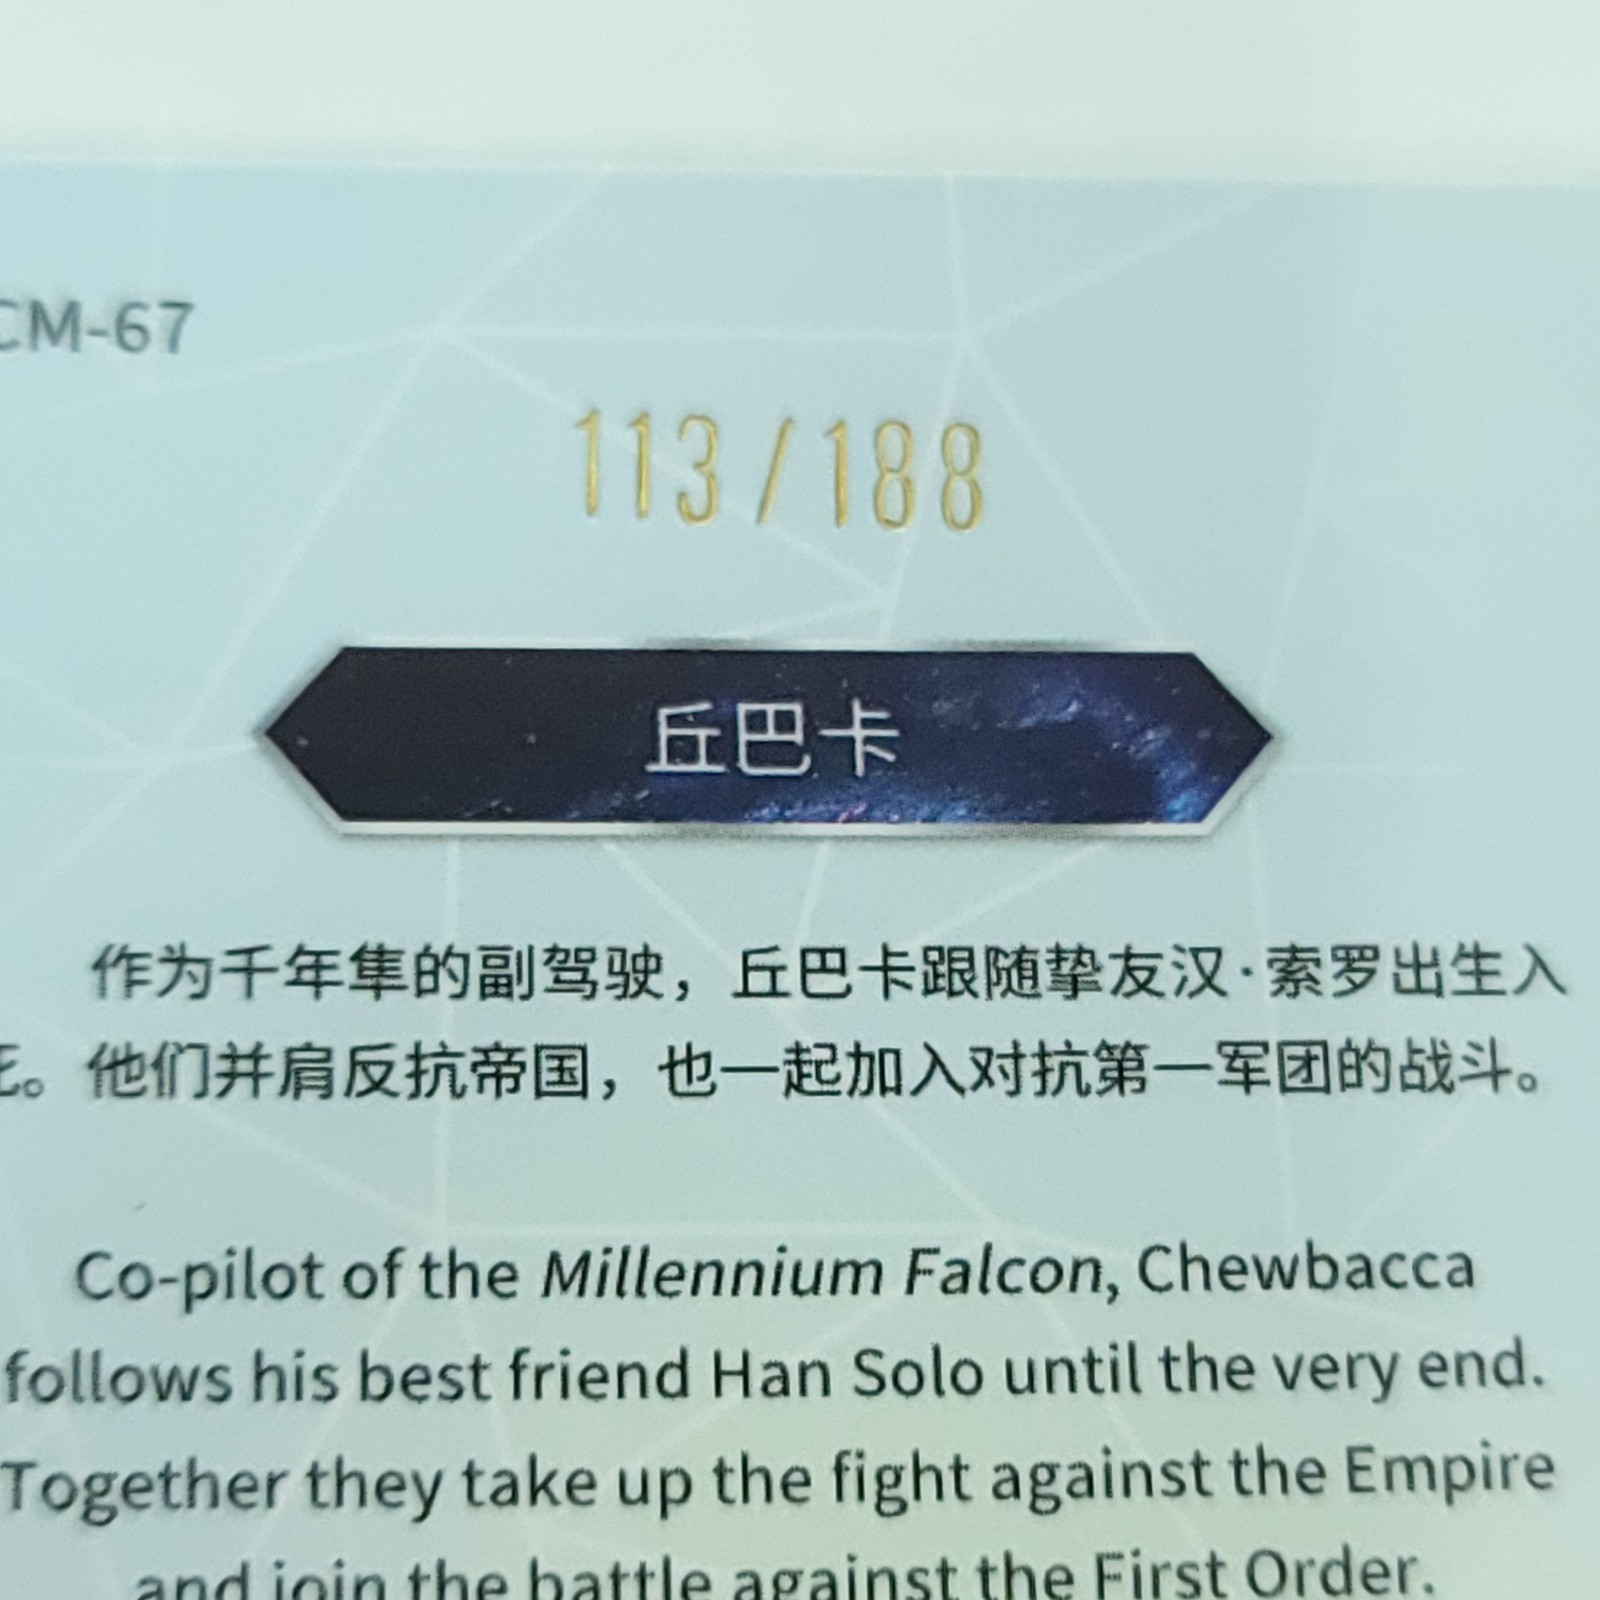 CM-67
113/188
丘巴卡
作为千年隼的副驾驶，丘巴卡跟随挚友汉·索罗出生入
死。他们并肩反抗帝国，也一起加入对抗第一军团的战斗。
Co-pilot of the Millennium Falcon, Chewbacca
follows his best friend Han Solo until the very end.
Together they take up the fight against the Empire
and join the battle against the First Order.